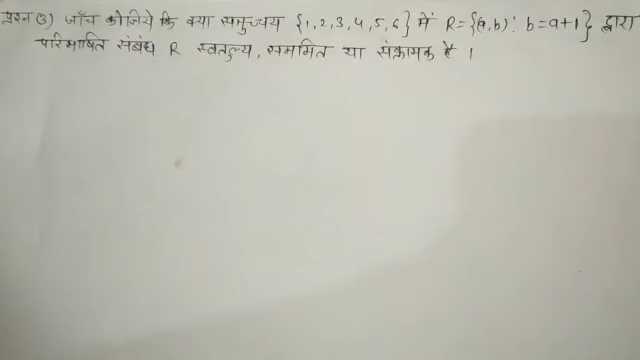 प्रश्न (3) जाँच कीजिये कि क्या समुच्चय {1,2,3,4,5,6} में R={(a,b): b=a+1} द्वारा
परिभाषित संबंध R स्वतुल्य, सममित या संक्रामक है ।